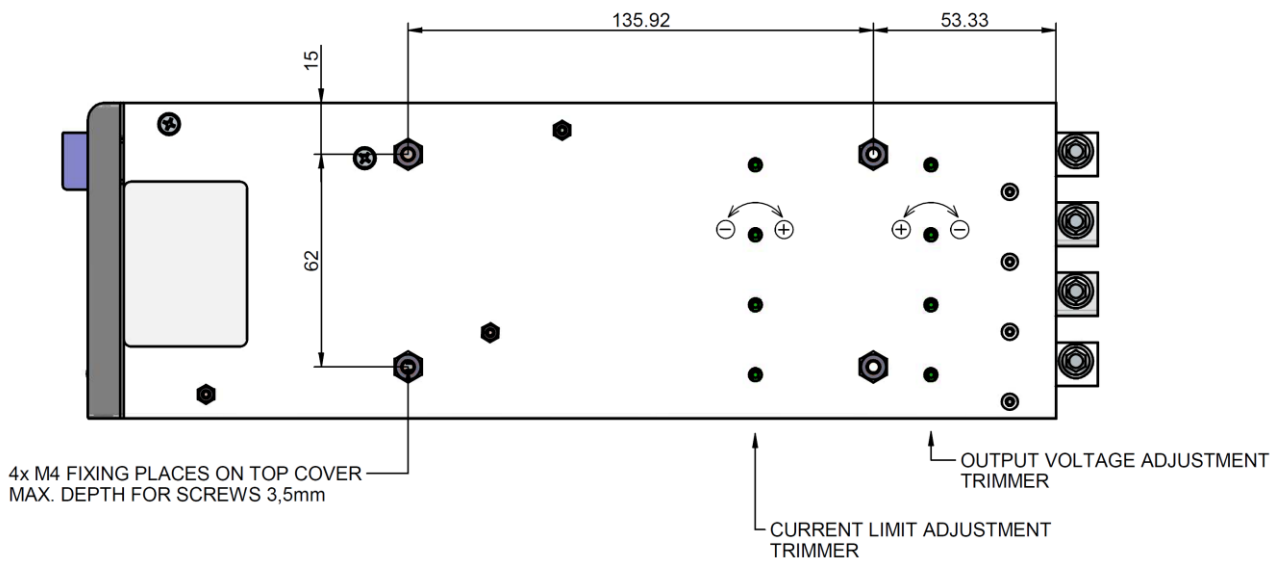 135.92
53.33
15
62
− +
+ −
4x M4 FIXING PLACES ON TOP COVER
MAX. DEPTH FOR SCREWS 3,5mm
OUTPUT VOLTAGE ADJUSTMENT
TRIMMER
CURRENT LIMIT ADJUSTMENT
TRIMMER